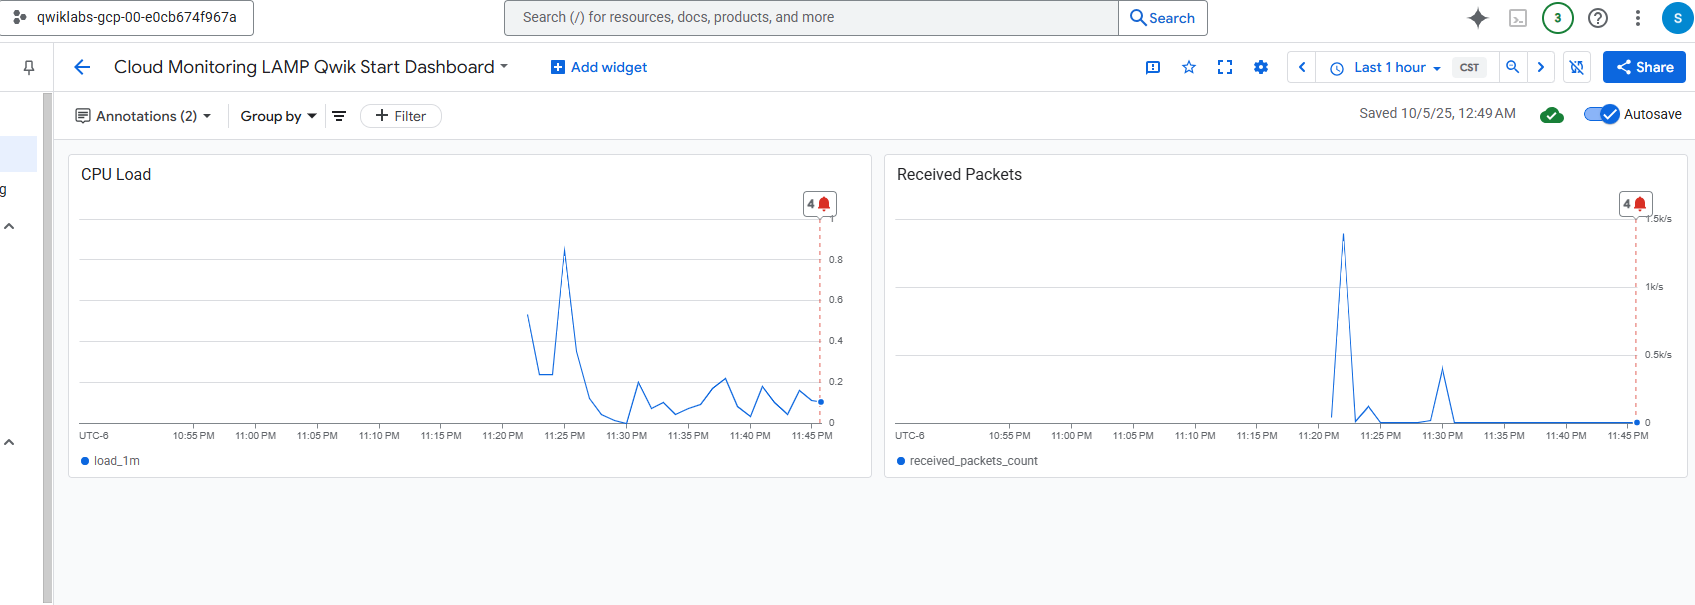 qwiklabs-gcp-00-e0cb674f967a
Search (/) for resources, docs, products, and more
Search
3
S
Cloud Monitoring LAMP Qwik Start Dashboard
Add widget
Last 1 hour
CST
Share
Annotations (2)
Group by
Filter
Saved 10/5/25, 12:49 AM
Autosave
g
CPU Load
4
1
0.8
0.6
0.4
0.2
0
UTC-6 10:55 PM 11:00 PM 11:05 PM 11:10 PM 11:15 PM 11:20 PM 11:25 PM 11:30 PM 11:35 PM 11:40 PM 11:45 PM
load_1m
Received Packets
4
1.5k/s
1k/s
0.5k/s
0
UTC-6 10:55 PM 11:00 PM 11:05 PM 11:10 PM 11:15 PM 11:20 PM 11:25 PM 11:30 PM 11:35 PM 11:40 PM 11:45 PM
received_packets_count